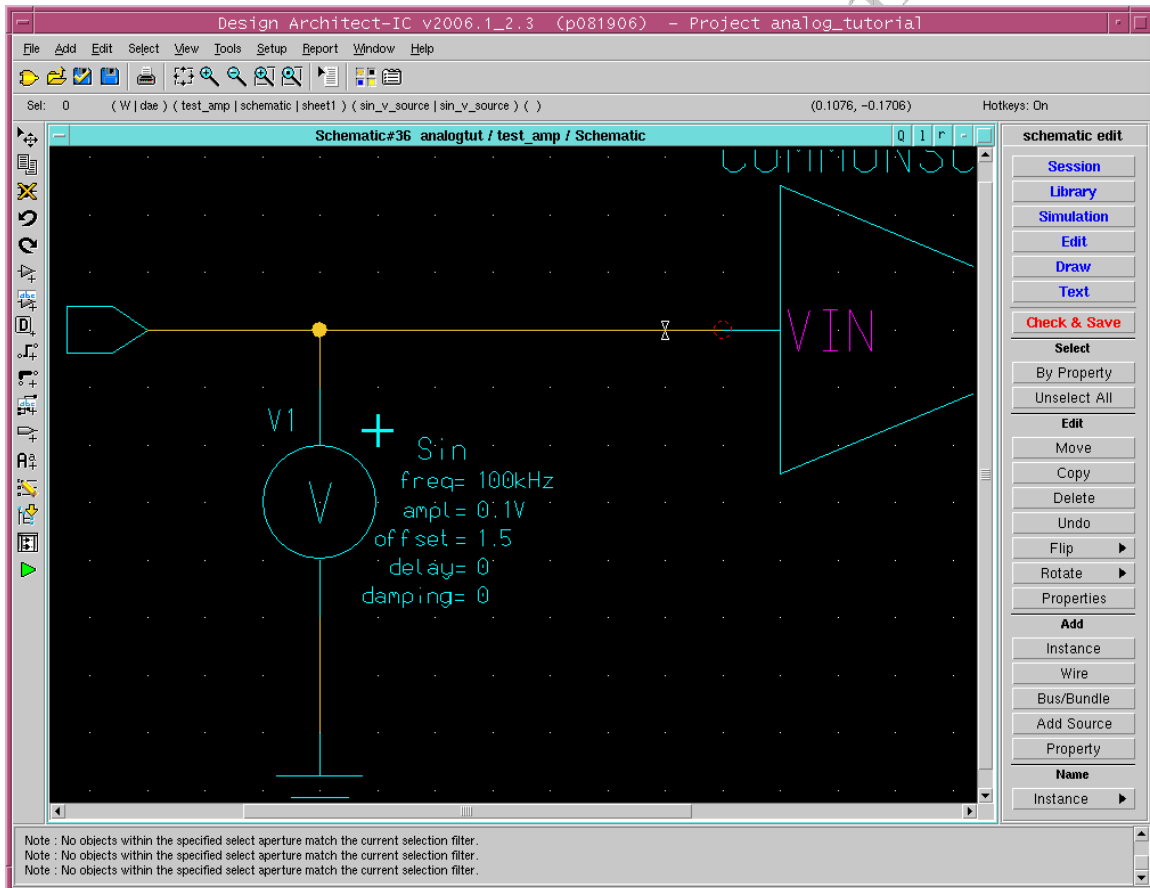 Design Architect-IC v2006.1_2.3 (p081906) - Project analog_tutorial
File Add Edit Select View Tools Setup Report Window Help
Sel: 0 ( W | dae ) ( test_amp | schematic | sheet1 ) ( sin_v_source | sin_v_source ) ( ) (0.1076, -0.1706) Hotkeys: On
Schematic#36 analogtut / test_amp / Schematic
Q l r
schematic edit
Session
Library
Simulation
Edit
Draw
Text
Check & Save
Select
By Property
Unselect All
Edit
Move
Copy
Delete
Undo
Flip
Rotate
Properties
Add
Instance
Wire
Bus/Bundle
Add Source
Property
Name
Instance
COMMONSC
VIN
V1
V
Sin
freq= 100kHz
ampl= 0.1V
offset= 1.5
delay= 0
damping= 0
Note : No objects within the specified select aperture match the current selection filter.
Note : No objects within the specified select aperture match the current selection filter.
Note : No objects within the specified select aperture match the current selection filter.